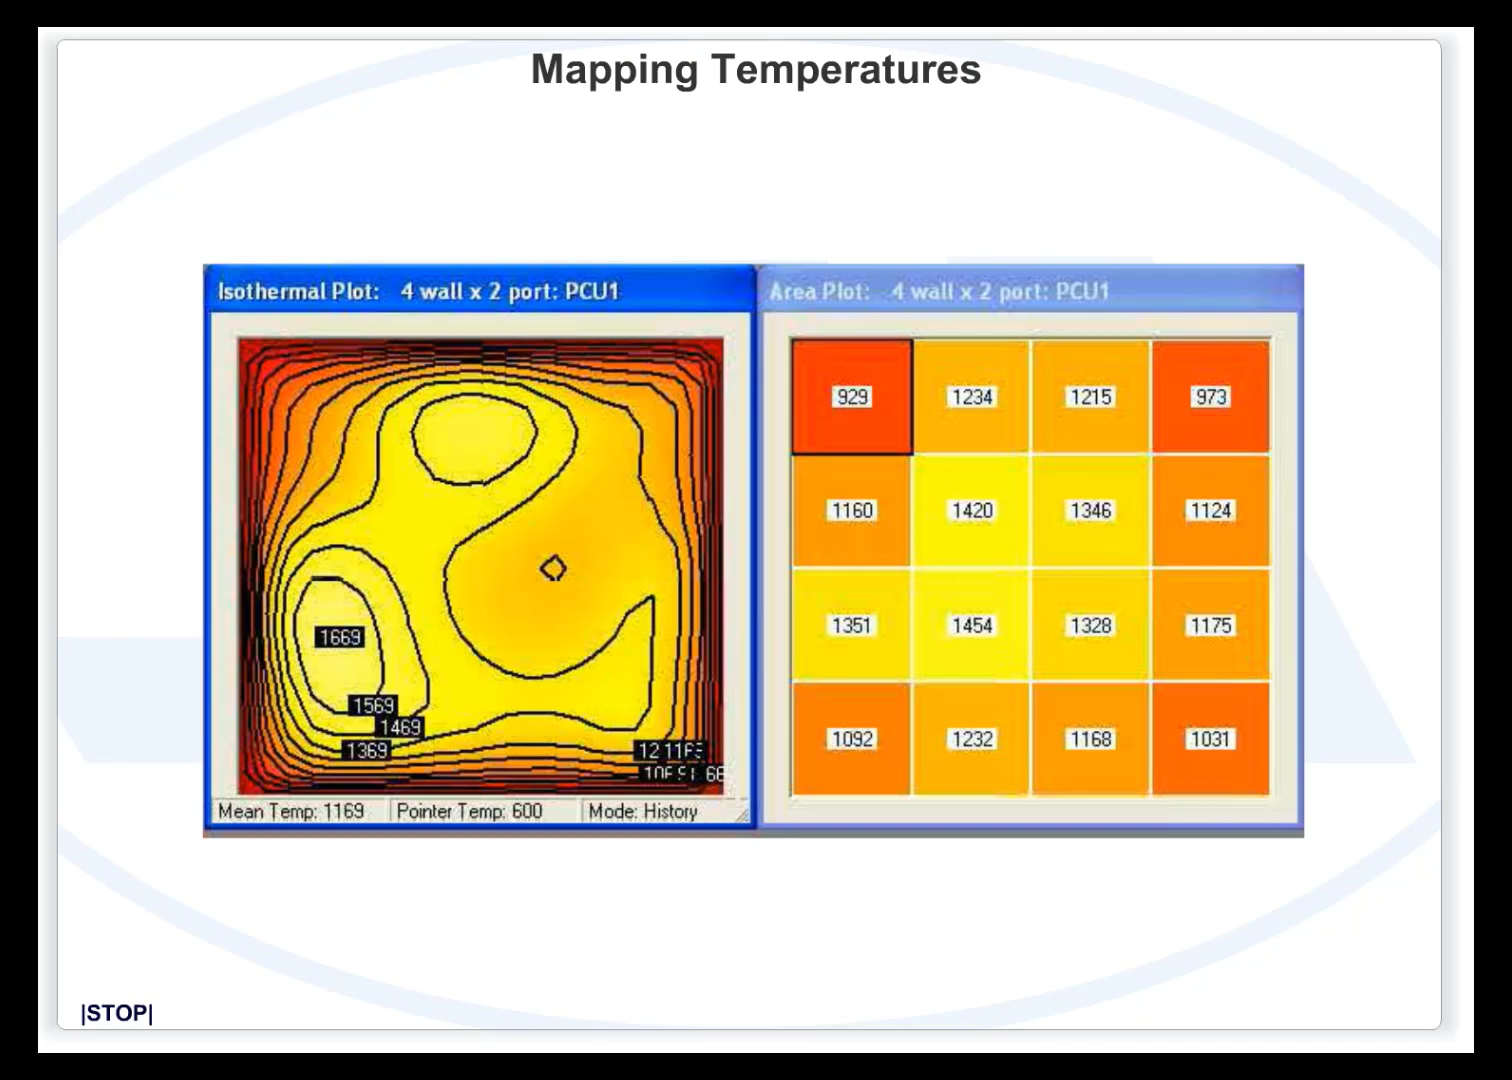 Mapping Temperatures
Isothermal Plot: 4 wall x 2 port: PCU1
Area Plot: 4 wall x 2 port: PCU1
1669
1569
1469
1369
Mean Temp: 1169 Pointer Temp: 600 Mode: History
929 1234 1215 973
1160 1420 1346 1124
1351 1454 1328 1175
1092 1232 1168 1031
|STOP|